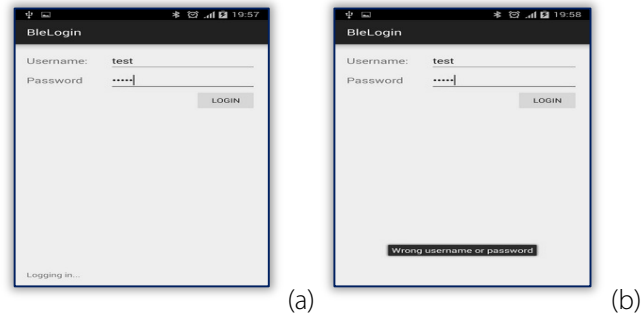 19:57
BleLogin
Username: test
Password •••••
LOGIN
Logging in...
(a)
19:58
BleLogin
Username: test
Password •••••
LOGIN
Wrong username or password
(b)